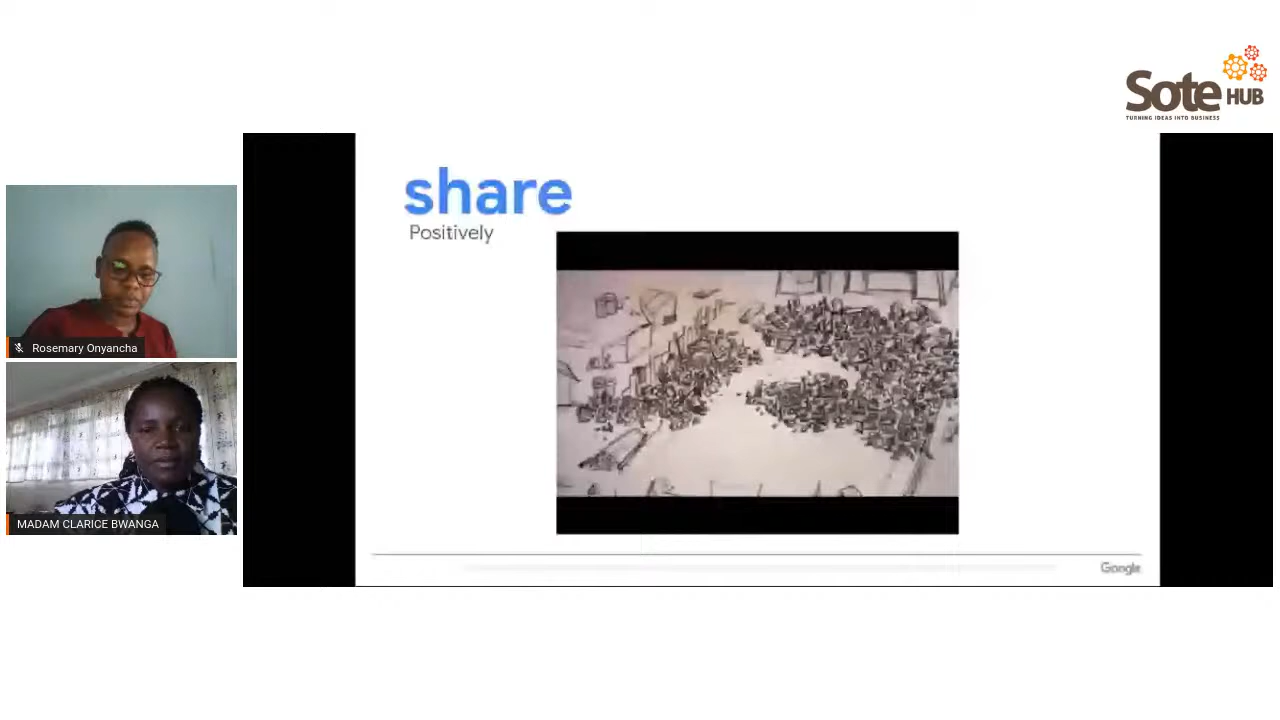 Sote HUB
TURNING IDEAS INTO BUSINESS
share
Positively
Rosemary Onyancha
MADAM CLARICE BWANGA
Google